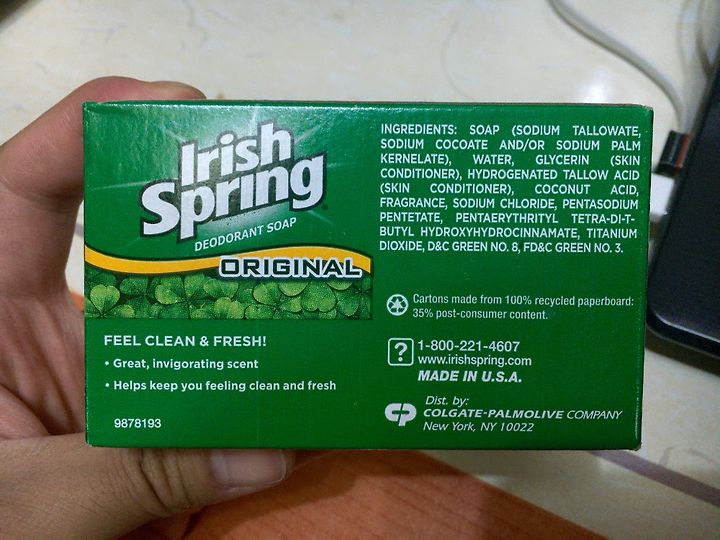 Irish
Spring
DEODORANT SOAP
ORIGINAL
FEEL CLEAN & FRESH!
• Great, invigorating scent
• Helps keep you feeling clean and fresh
9878193
INGREDIENTS: SOAP (SODIUM TALLOWATE,
SODIUM COCOATE AND/OR SODIUM PALM
KERNELATE), WATER, GLYCERIN (SKIN
CONDITIONER), HYDROGENATED TALLOW ACID
(SKIN CONDITIONER), COCONUT ACID,
FRAGRANCE, SODIUM CHLORIDE, PENTASODIUM
PENTETATE, PENTAERYTHRITYL TETRA-DI-T-
BUTYL HYDROXYHYDROCINNAMATE, TITANIUM
DIOXIDE, D&C GREEN NO. 8, FD&C GREEN NO. 3.
Cartons made from 100% recycled paperboard:
35% post-consumer content.
? 1-800-221-4607
www.irishspring.com
MADE IN U.S.A.
Dist. by:
CP COLGATE-PALMOLIVE COMPANY
New York, NY 10022